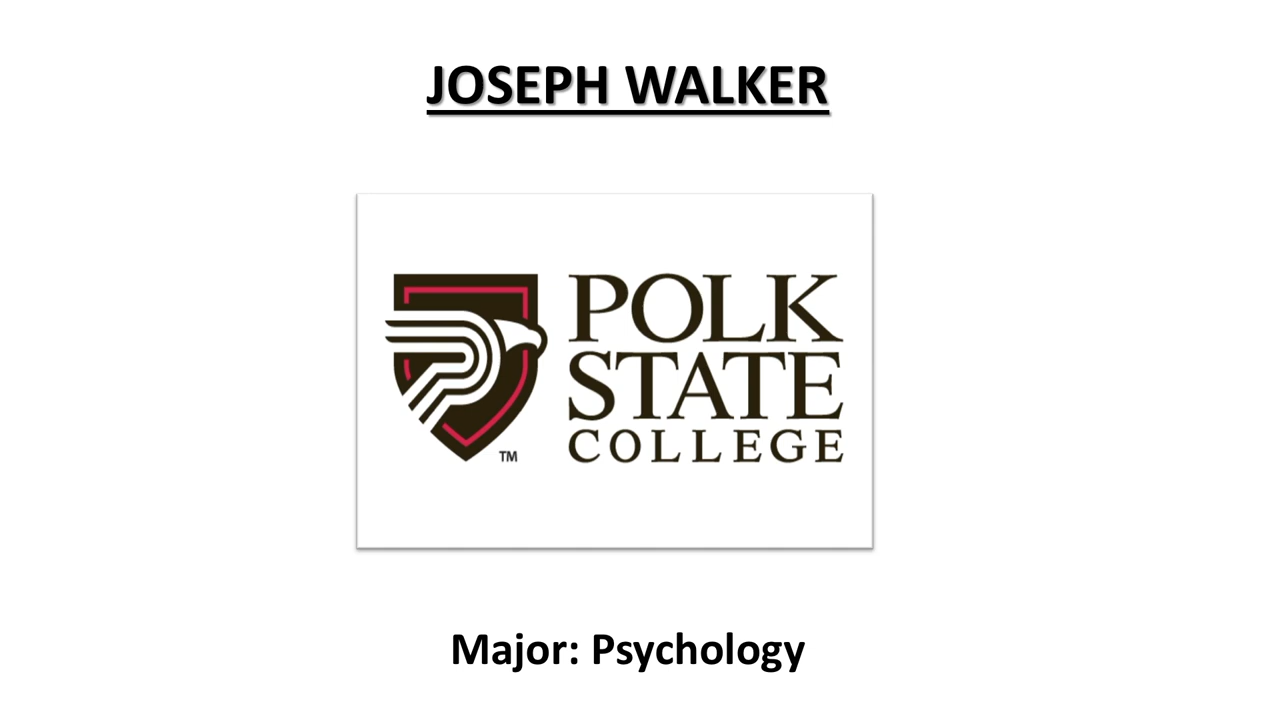 JOSEPH WALKER
POLK
STATE
COLLEGE
TM
Major: Psychology